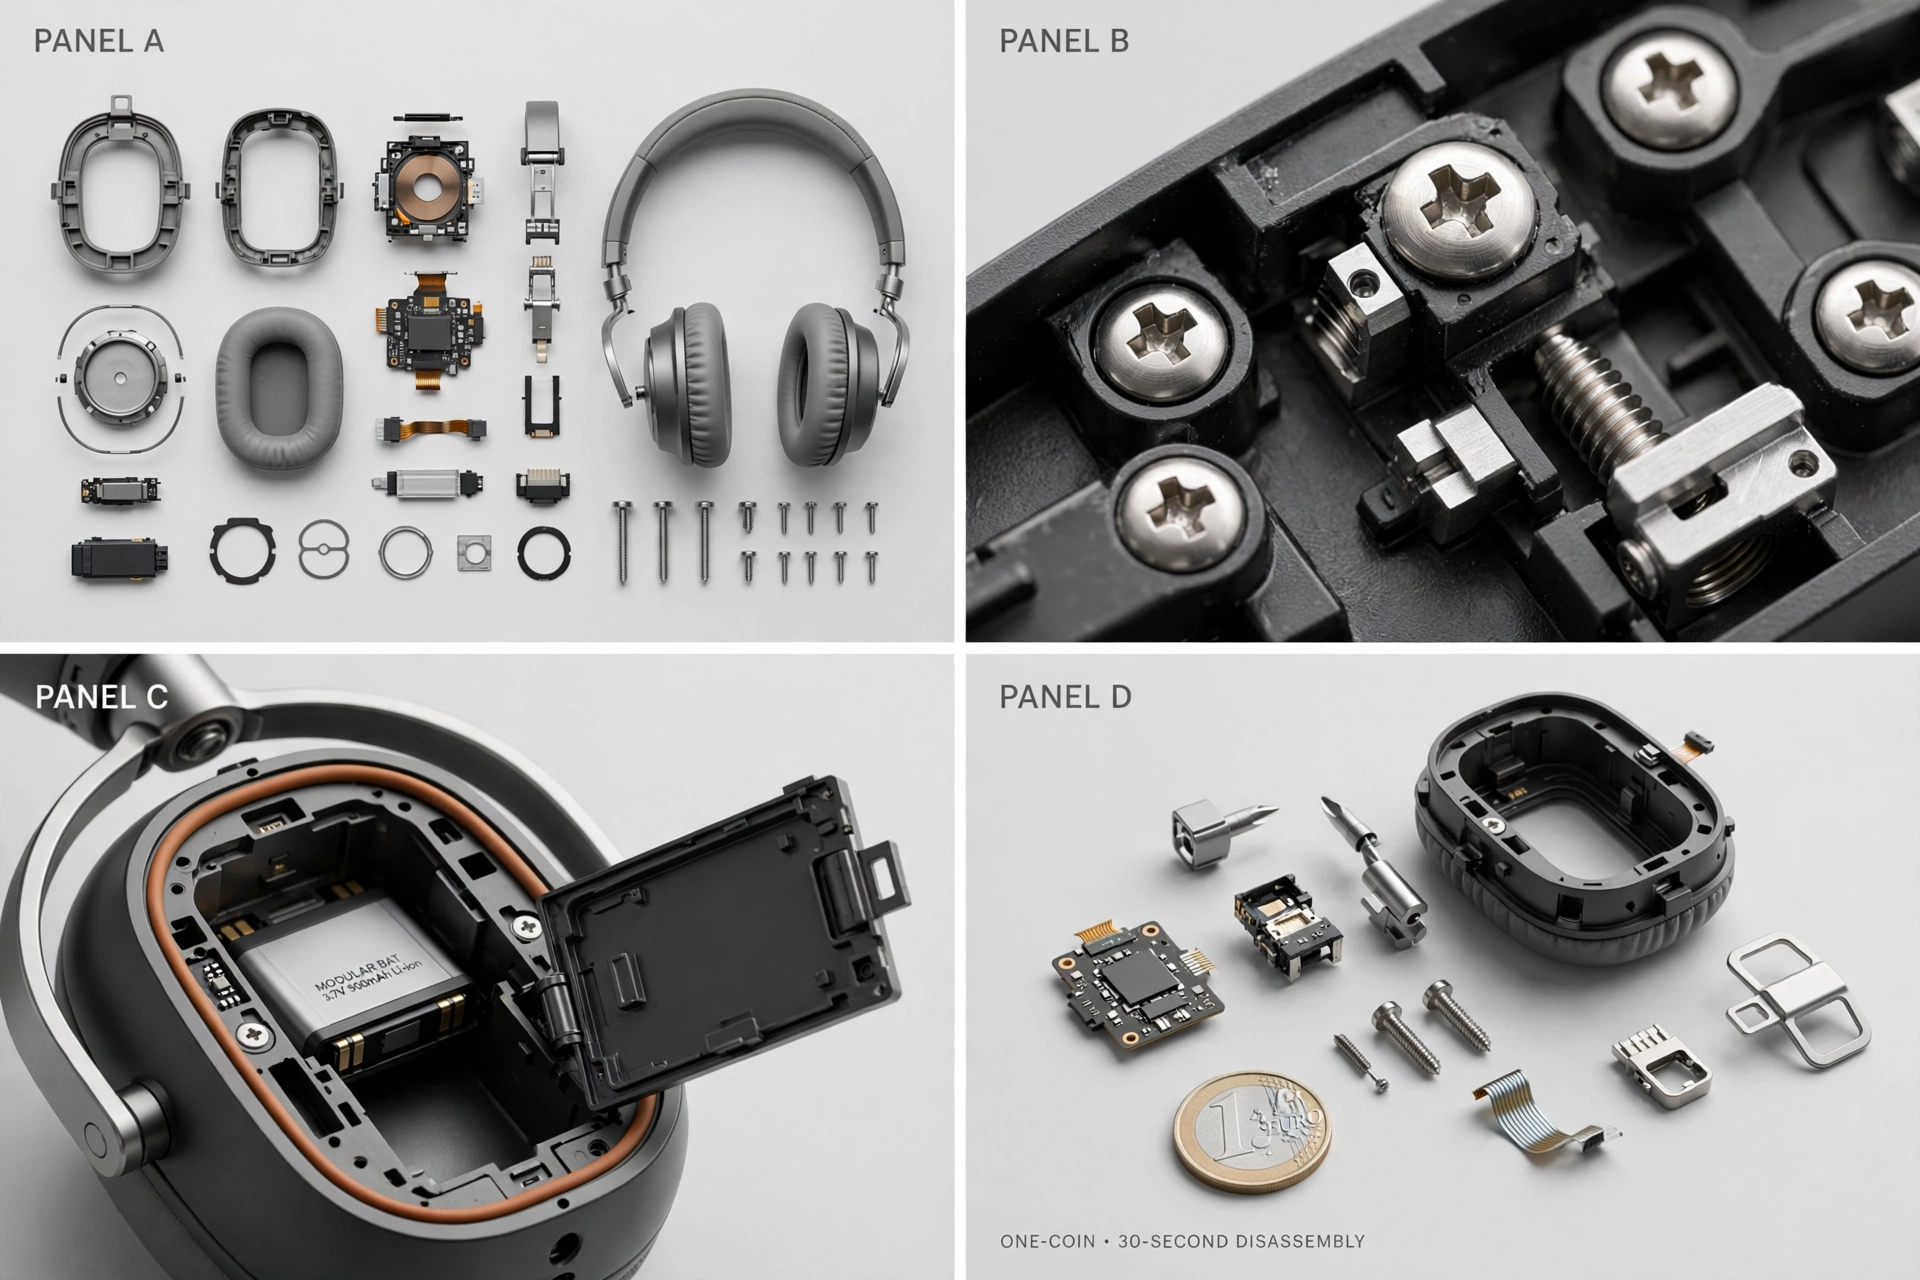 PANEL A
PANEL B
PANEL C
MODULAR BAT
3.7V 500mAh Li-ion
PANEL D
1
EURO
ONE-COIN • 30-SECOND DISASSEMBLY